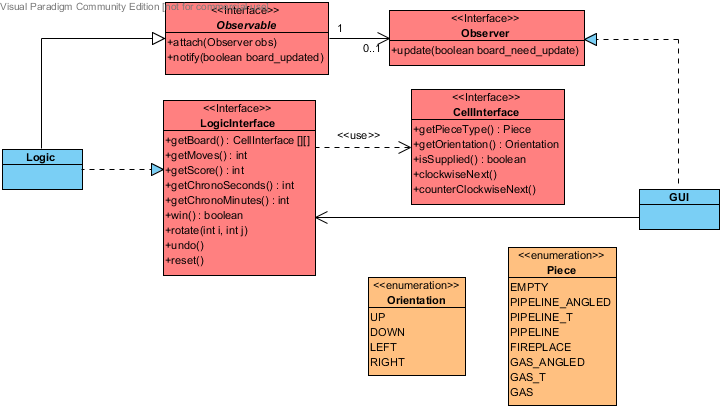 Visual Paradigm Community Edition [not for commercial use]
<<Interface>>
Observable
+attach(Observer obs)
+notify(boolean board_updated)
1
0..1
<<Interface>>
Observer
+update(boolean board_need_update)
<<Interface>>
LogicInterface
+getBoard() : CellInterface [][]
+getMoves() : int
+getScore() : int
+getChronoSeconds() : int
+getChronoMinutes() : int
+win() : boolean
+rotate(int i, int j)
+undo()
+reset()
<<use>>
<<Interface>>
CellInterface
+getPieceType() : Piece
+getOrientation() : Orientation
+isSupplied() : boolean
+clockwiseNext()
+counterClockwiseNext()
Logic
GUI
<<enumeration>>
Orientation
UP
DOWN
LEFT
RIGHT
<<enumeration>>
Piece
EMPTY
PIPELINE_ANGLED
PIPELINE_T
PIPELINE
FIREPLACE
GAS_ANGLED
GAS_T
GAS